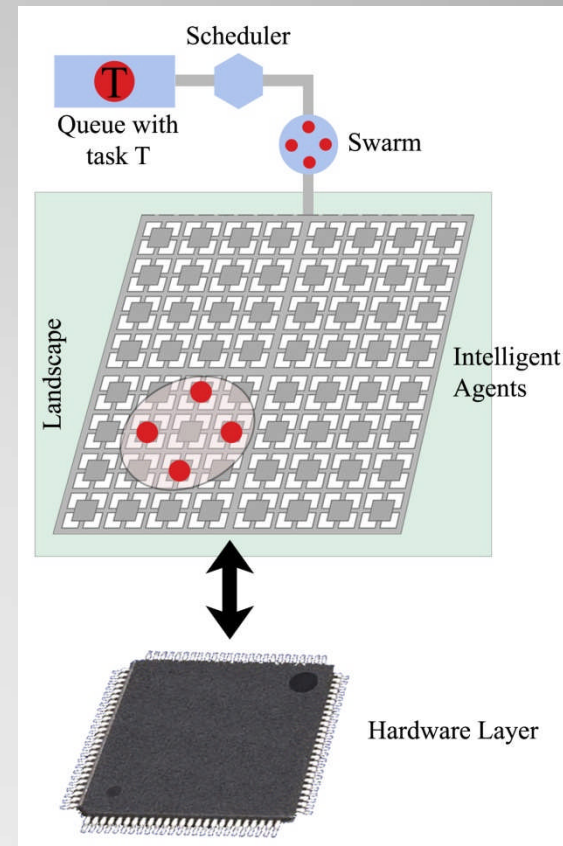 Scheduler
T
Queue with
task T
Swarm
Landscape
Intelligent
Agents
Hardware Layer